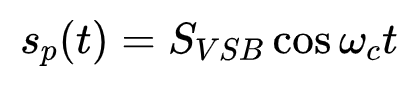 s_p(t) = S_{VSB} cos ω_c t